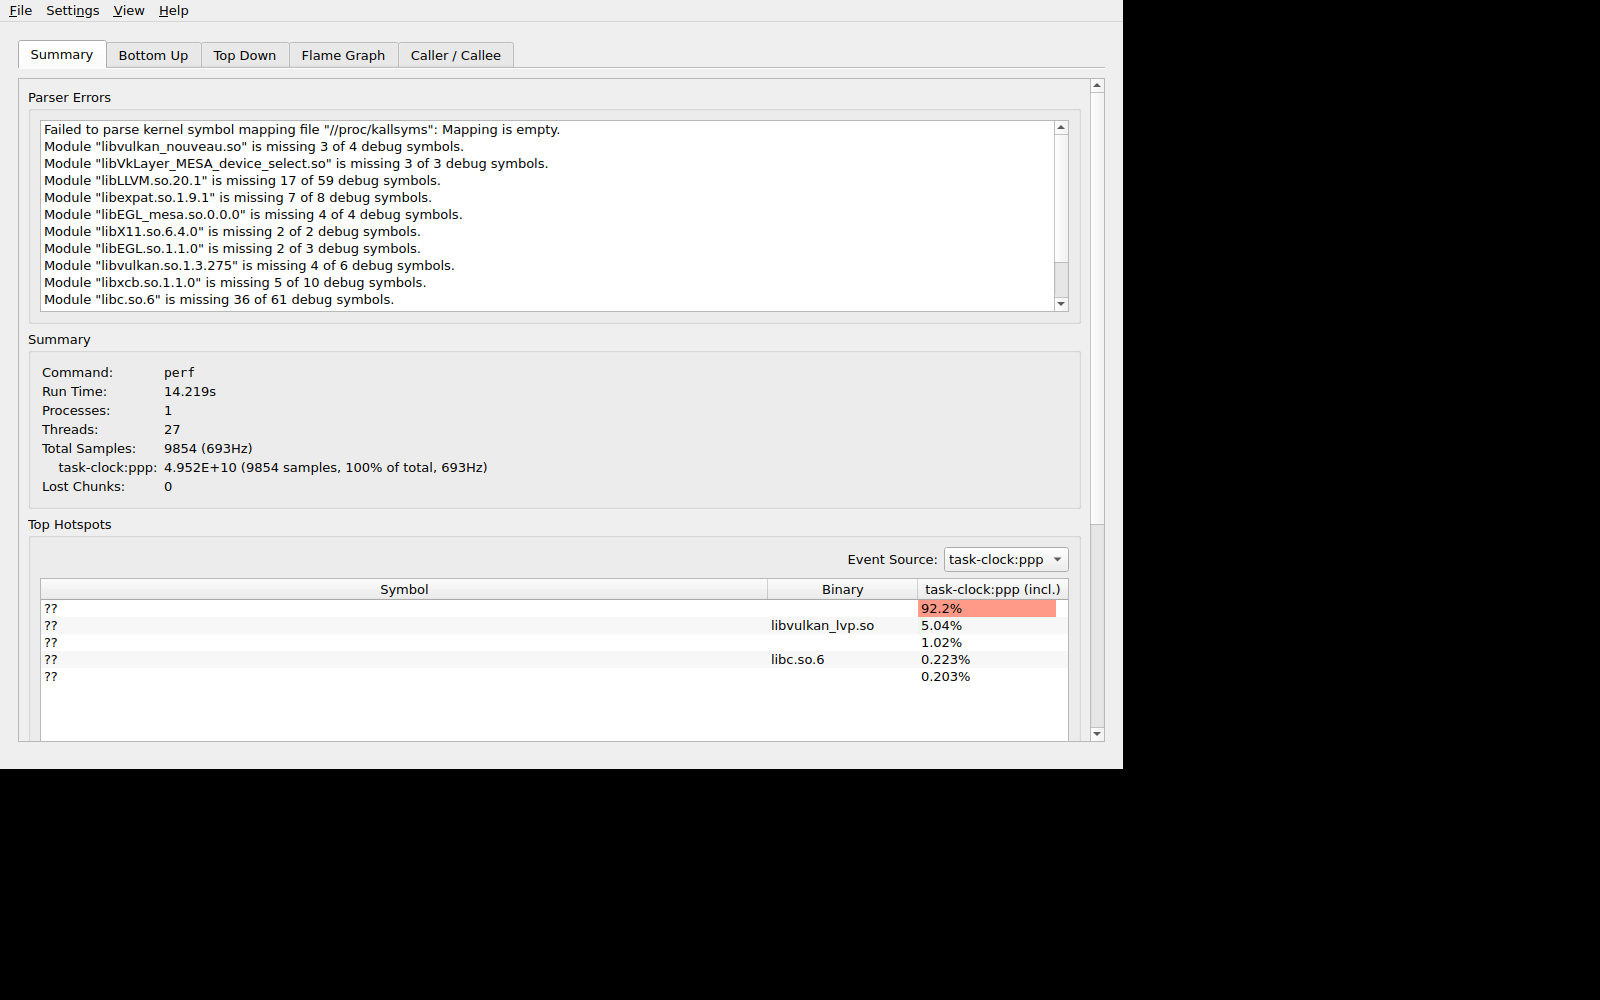 File Settings View Help
Summary Bottom Up Top Down Flame Graph Caller / Callee
Parser Errors
Failed to parse kernel symbol mapping file "//proc/kallsyms": Mapping is empty.
Module "libvulkan_nouveau.so" is missing 3 of 4 debug symbols.
Module "libVkLayer_MESA_device_select.so" is missing 3 of 3 debug symbols.
Module "libLLVM.so.20.1" is missing 17 of 59 debug symbols.
Module "libexpat.so.1.9.1" is missing 7 of 8 debug symbols.
Module "libEGL_mesa.so.0.0.0" is missing 4 of 4 debug symbols.
Module "libX11.so.6.4.0" is missing 2 of 2 debug symbols.
Module "libEGL.so.1.1.0" is missing 2 of 3 debug symbols.
Module "libvulkan.so.1.3.275" is missing 4 of 6 debug symbols.
Module "libxcb.so.1.1.0" is missing 5 of 10 debug symbols.
Module "libc.so.6" is missing 36 of 61 debug symbols.
Summary
Command: perf
Run Time: 14.219s
Processes: 1
Threads: 27
Total Samples: 9854 (693Hz)
task-clock:ppp: 4.952E+10 (9854 samples, 100% of total, 693Hz)
Lost Chunks: 0
Top Hotspots
Event Source: task-clock:ppp
Symbol Binary task-clock:ppp (incl.)
?? 92.2%
?? libvulkan_lvp.so 5.04%
?? 1.02%
?? libc.so.6 0.223%
?? 0.203%